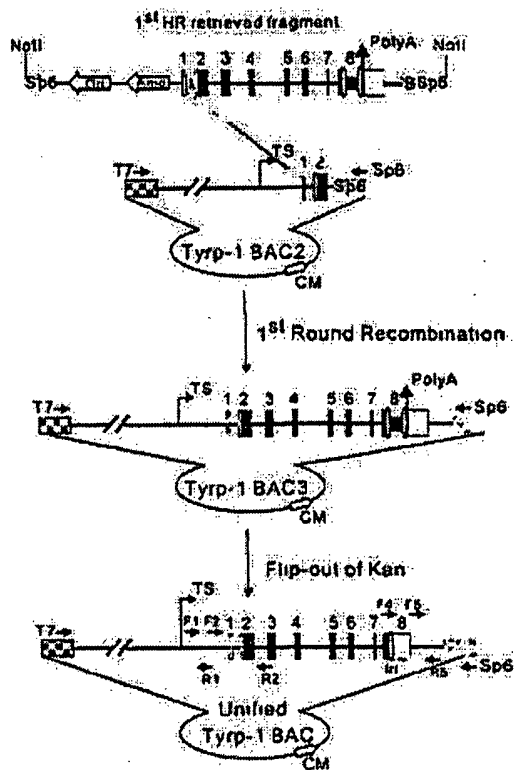 1st HR retrieved fragment
NotI PolyA NotI
1 2 3 4 5 6 7 8
Sp6 Ori Amp BSp6
TS
T7 1 2 Sp6
Sp6
Tyrp-1 BAC2
CM
1st Round Recombination
PolyA
TS 1 2 3 4 5 6 7 8
T7 Sp6
Tyrp-1 BAC3
CM
Flip-out of Kan
TS F4 F5
F1 F2 1 2 3 4 5 6 7 8
T7
R1 R2 R5 Sp6
Unified
Tyrp-1 BAC
CM